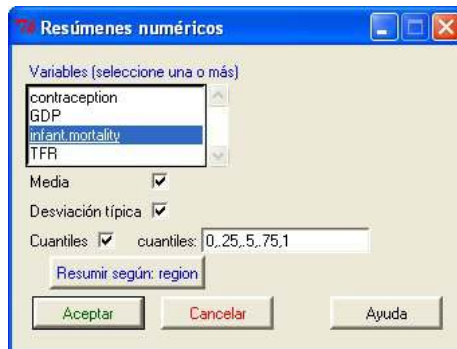 Resúmenes numéricos
Variables (seleccione una o más)
contraception
GDP
infant.mortality
TFR
Media
Desviación típica
Cuantiles cuantiles: 0,.25,.5,.75,1
Resumir según: region
Aceptar Cancelar Ayuda